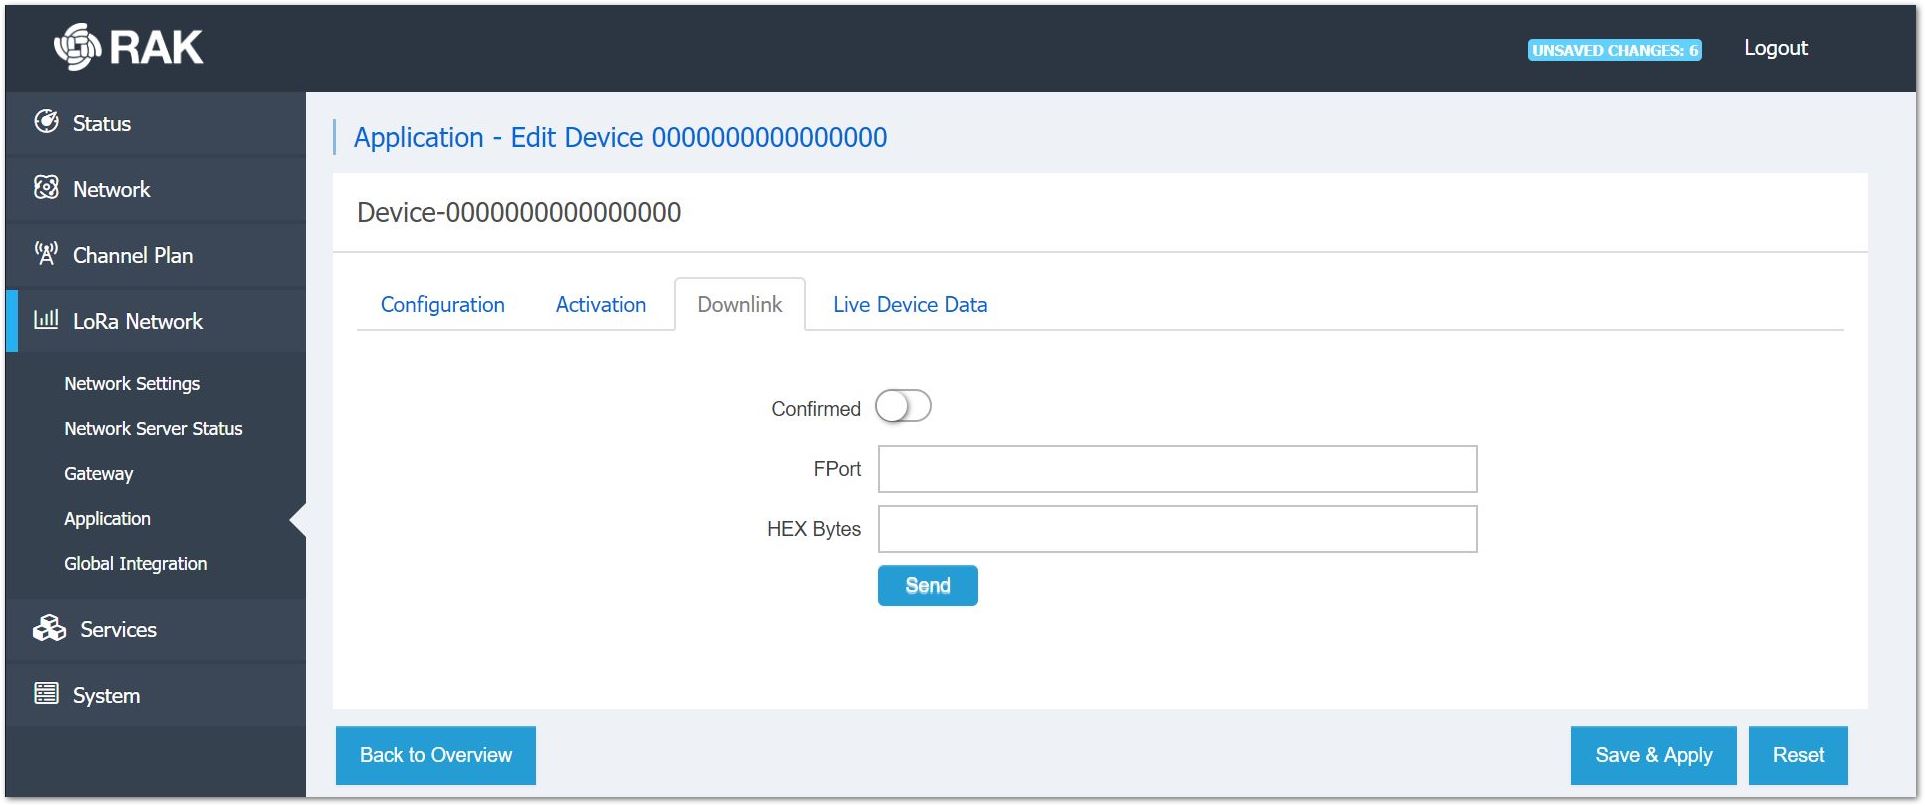 RAK
UNSAVED CHANGES: 6
Logout
Status
Network
Channel Plan
LoRa Network
Network Settings
Network Server Status
Gateway
Application
Global Integration
Services
System
Application - Edit Device 0000000000000000
Device-0000000000000000
Configuration
Activation
Downlink
Live Device Data
Confirmed
FPort
HEX Bytes
Send
Back to Overview
Save & Apply
Reset